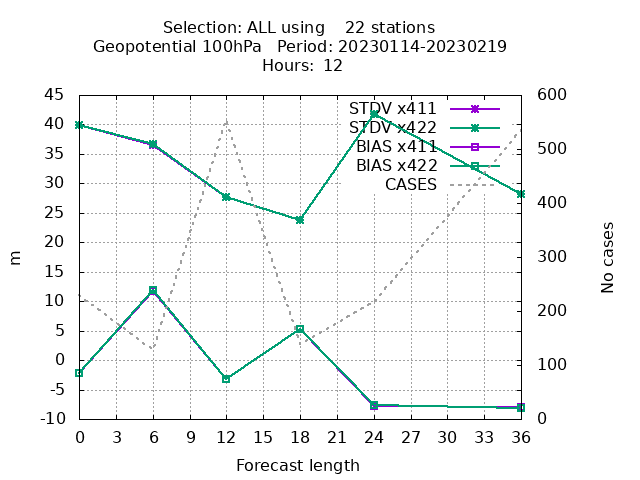 Selection: ALL using    22 stations
Geopotential 100hPa   Period: 20230114-20230219
Hours: 12
45
40
35
30
25
20
15
10
5
0
-5
-10
m
STDV x411
STDV x422
BIAS x411
BIAS x422
CASES
600
500
400
300
200
100
0
No cases
0 3 6 9 12 15 18 21 24 27 30 33 36
Forecast length